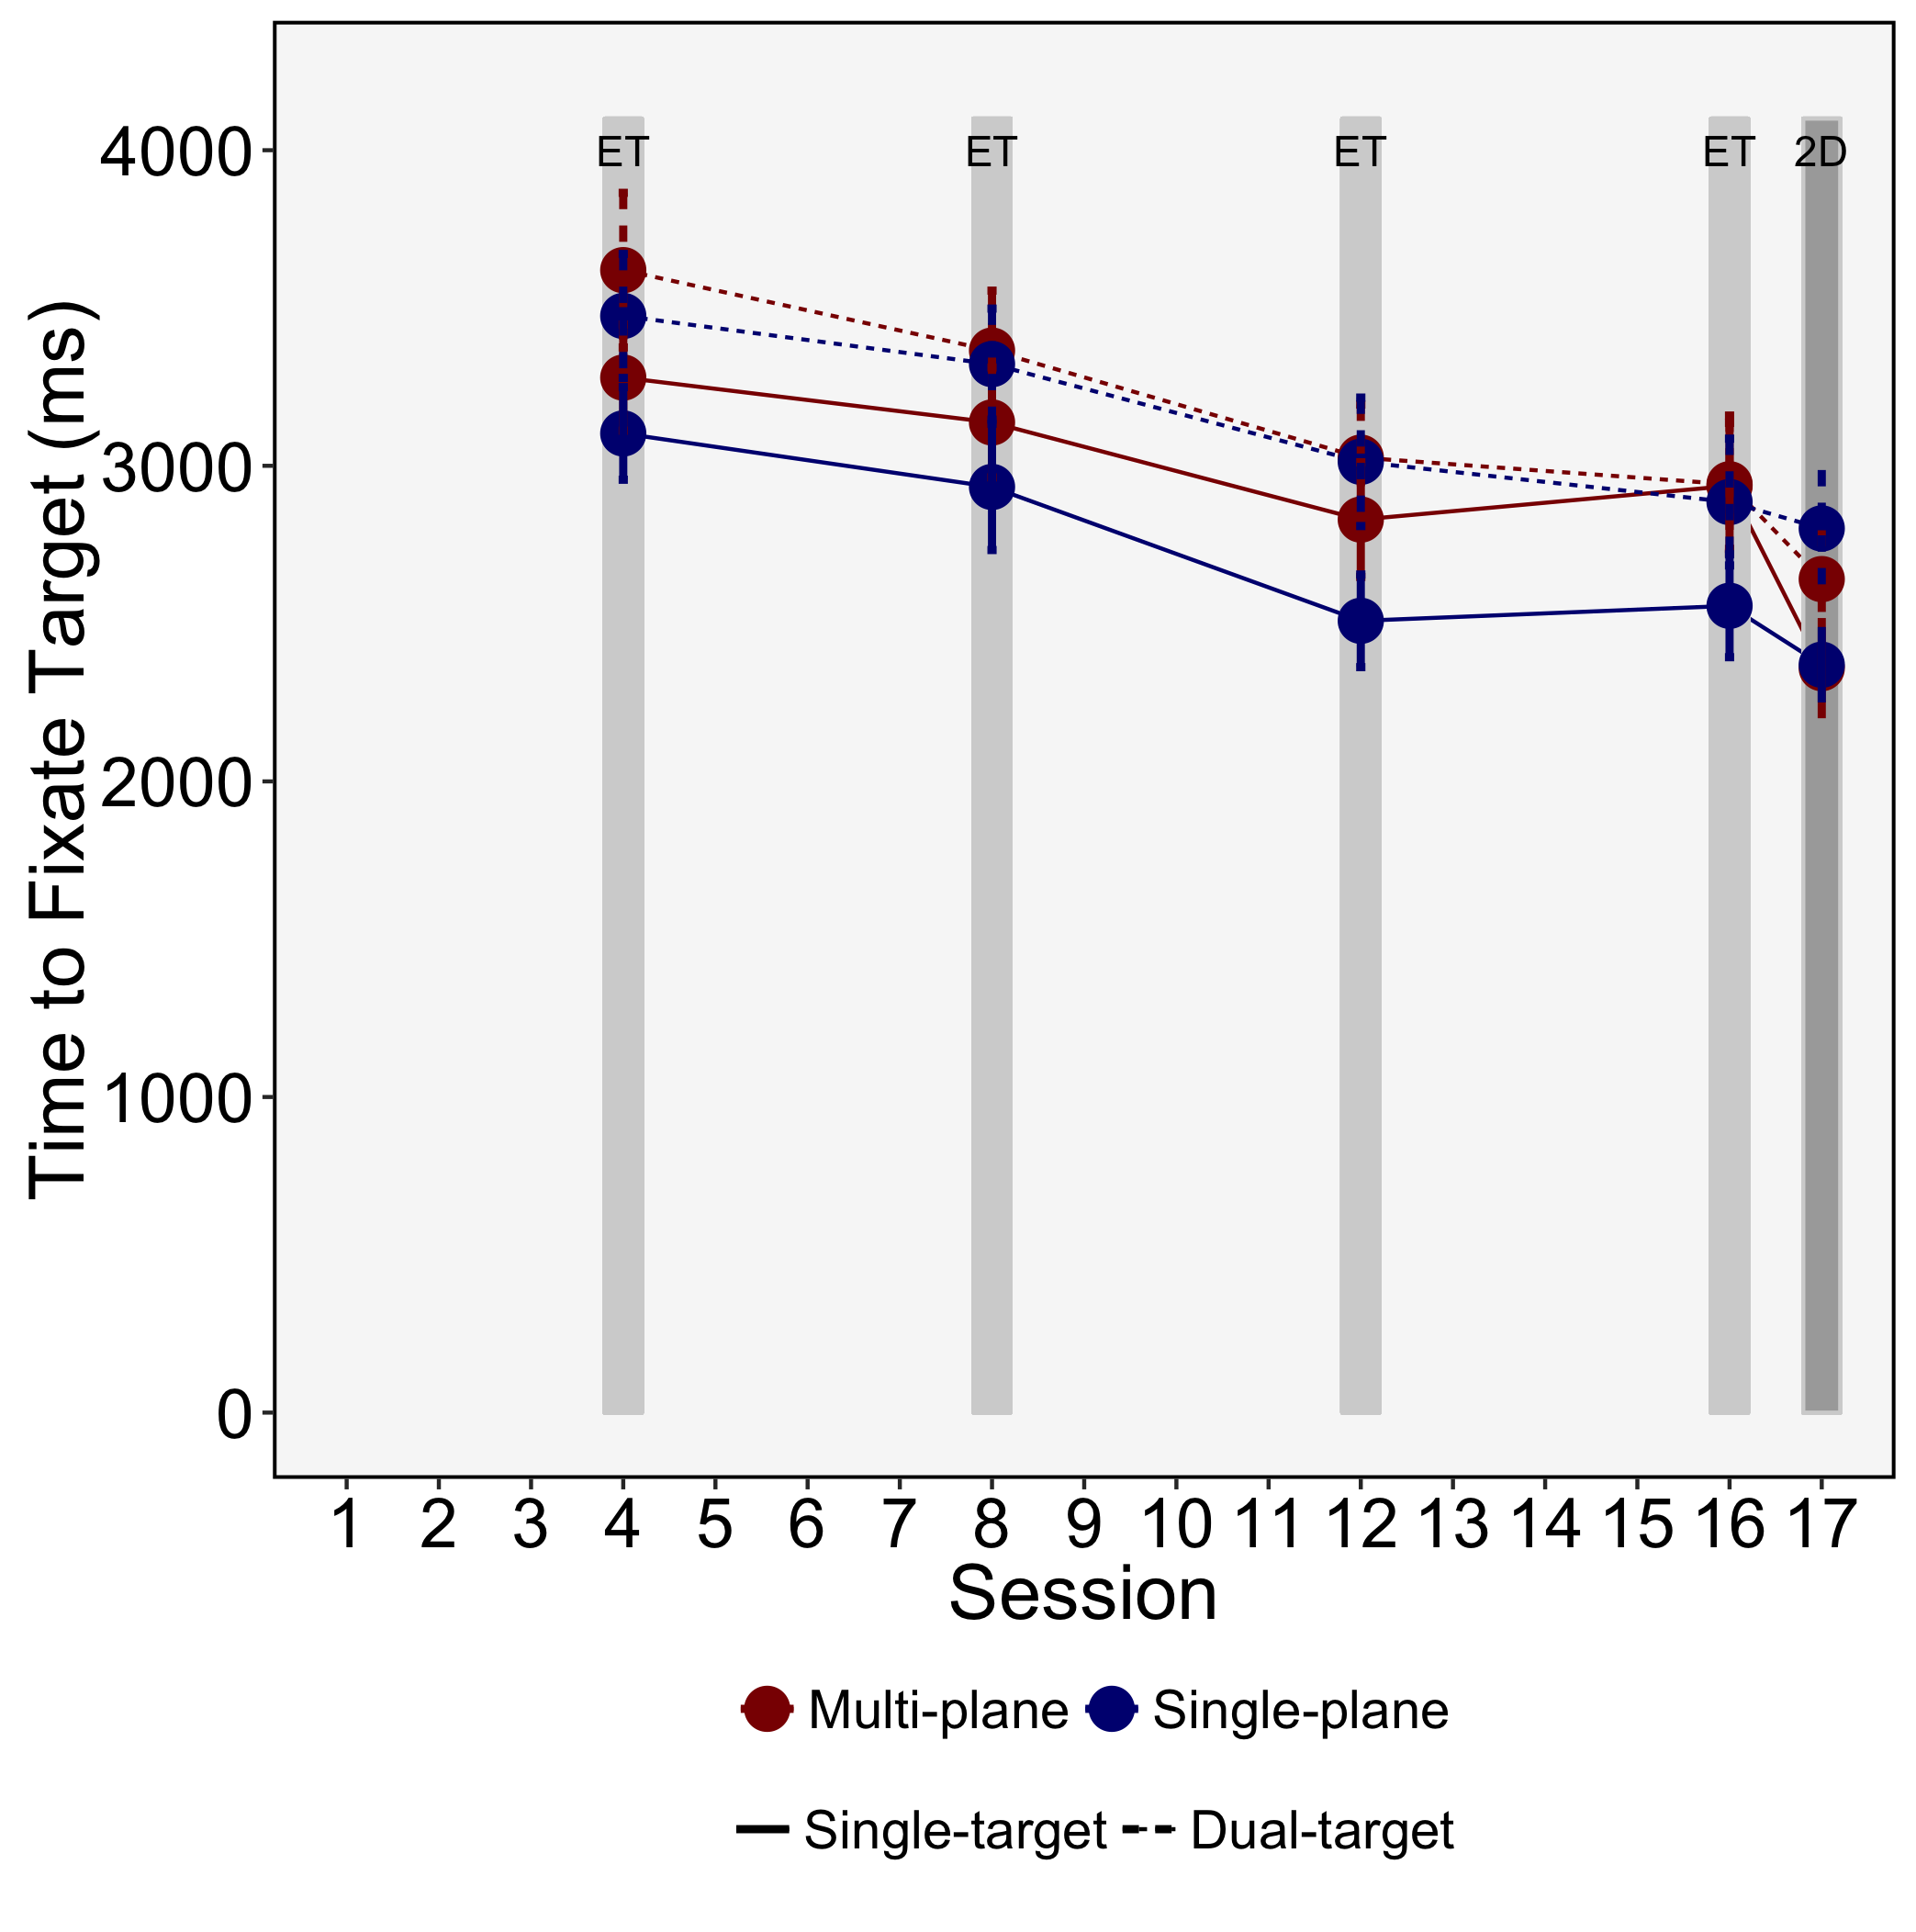 Time to Fixate Target (ms)
4000
3000
2000
1000
0
ET ET ET ET 2D
1 2 3 4 5 6 7 8 9 10 11 12 13 14 15 16 17
Session
Multi-plane Single-plane
Single-target Dual-target